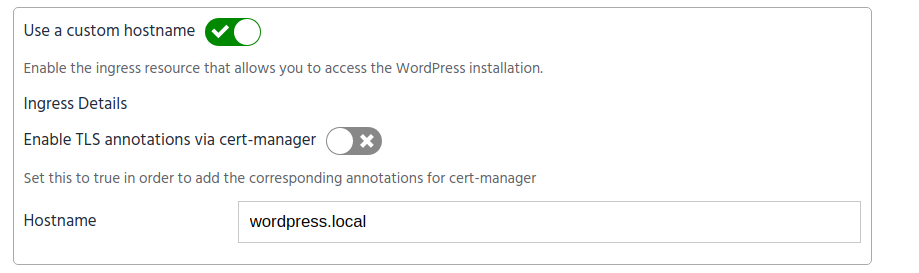 Use a custom hostname
Enable the ingress resource that allows you to access the WordPress installation.
Ingress Details
Enable TLS annotations via cert-manager
Set this to true in order to add the corresponding annotations for cert-manager
Hostname wordpress.local